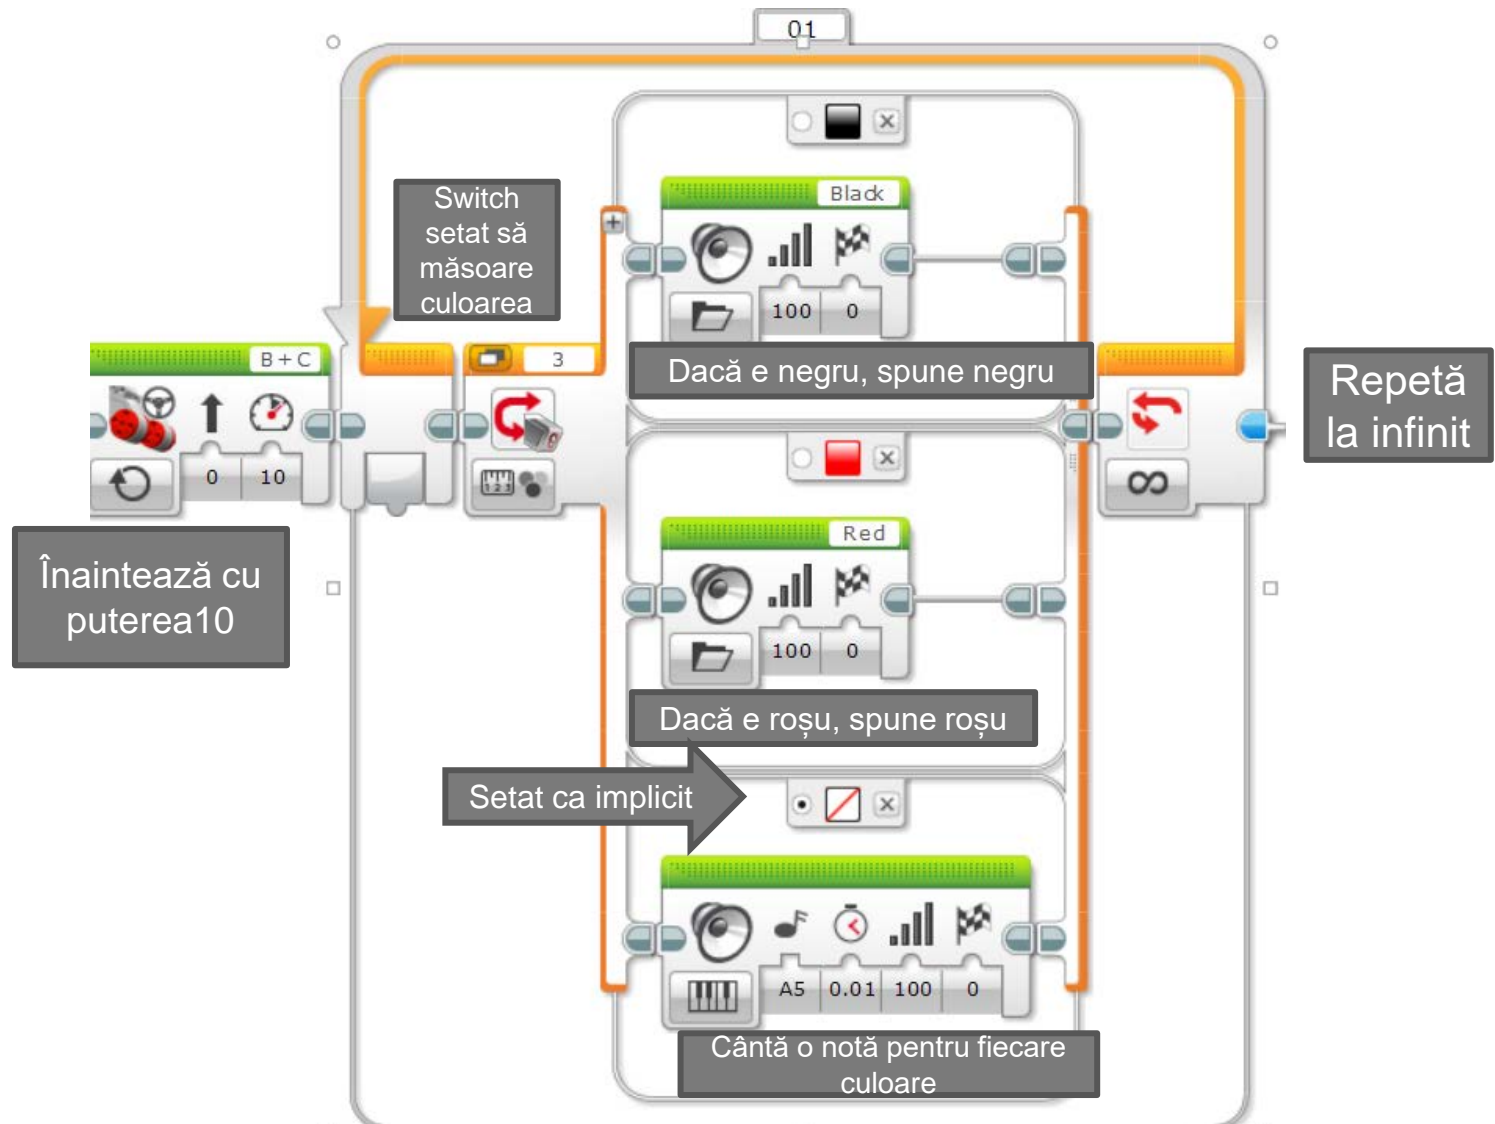 01
Switch
setat să
măsoare
culoarea
Black
100 0
Dacă e negru, spune negru
B + C
0 10
3
Repetă
la infinit
Înaintează cu
puterea10
Red
100 0
Dacă e roșu, spune roșu
Setat ca implicit
A5 0.01 100 0
Cântă o notă pentru fiecare
culoare